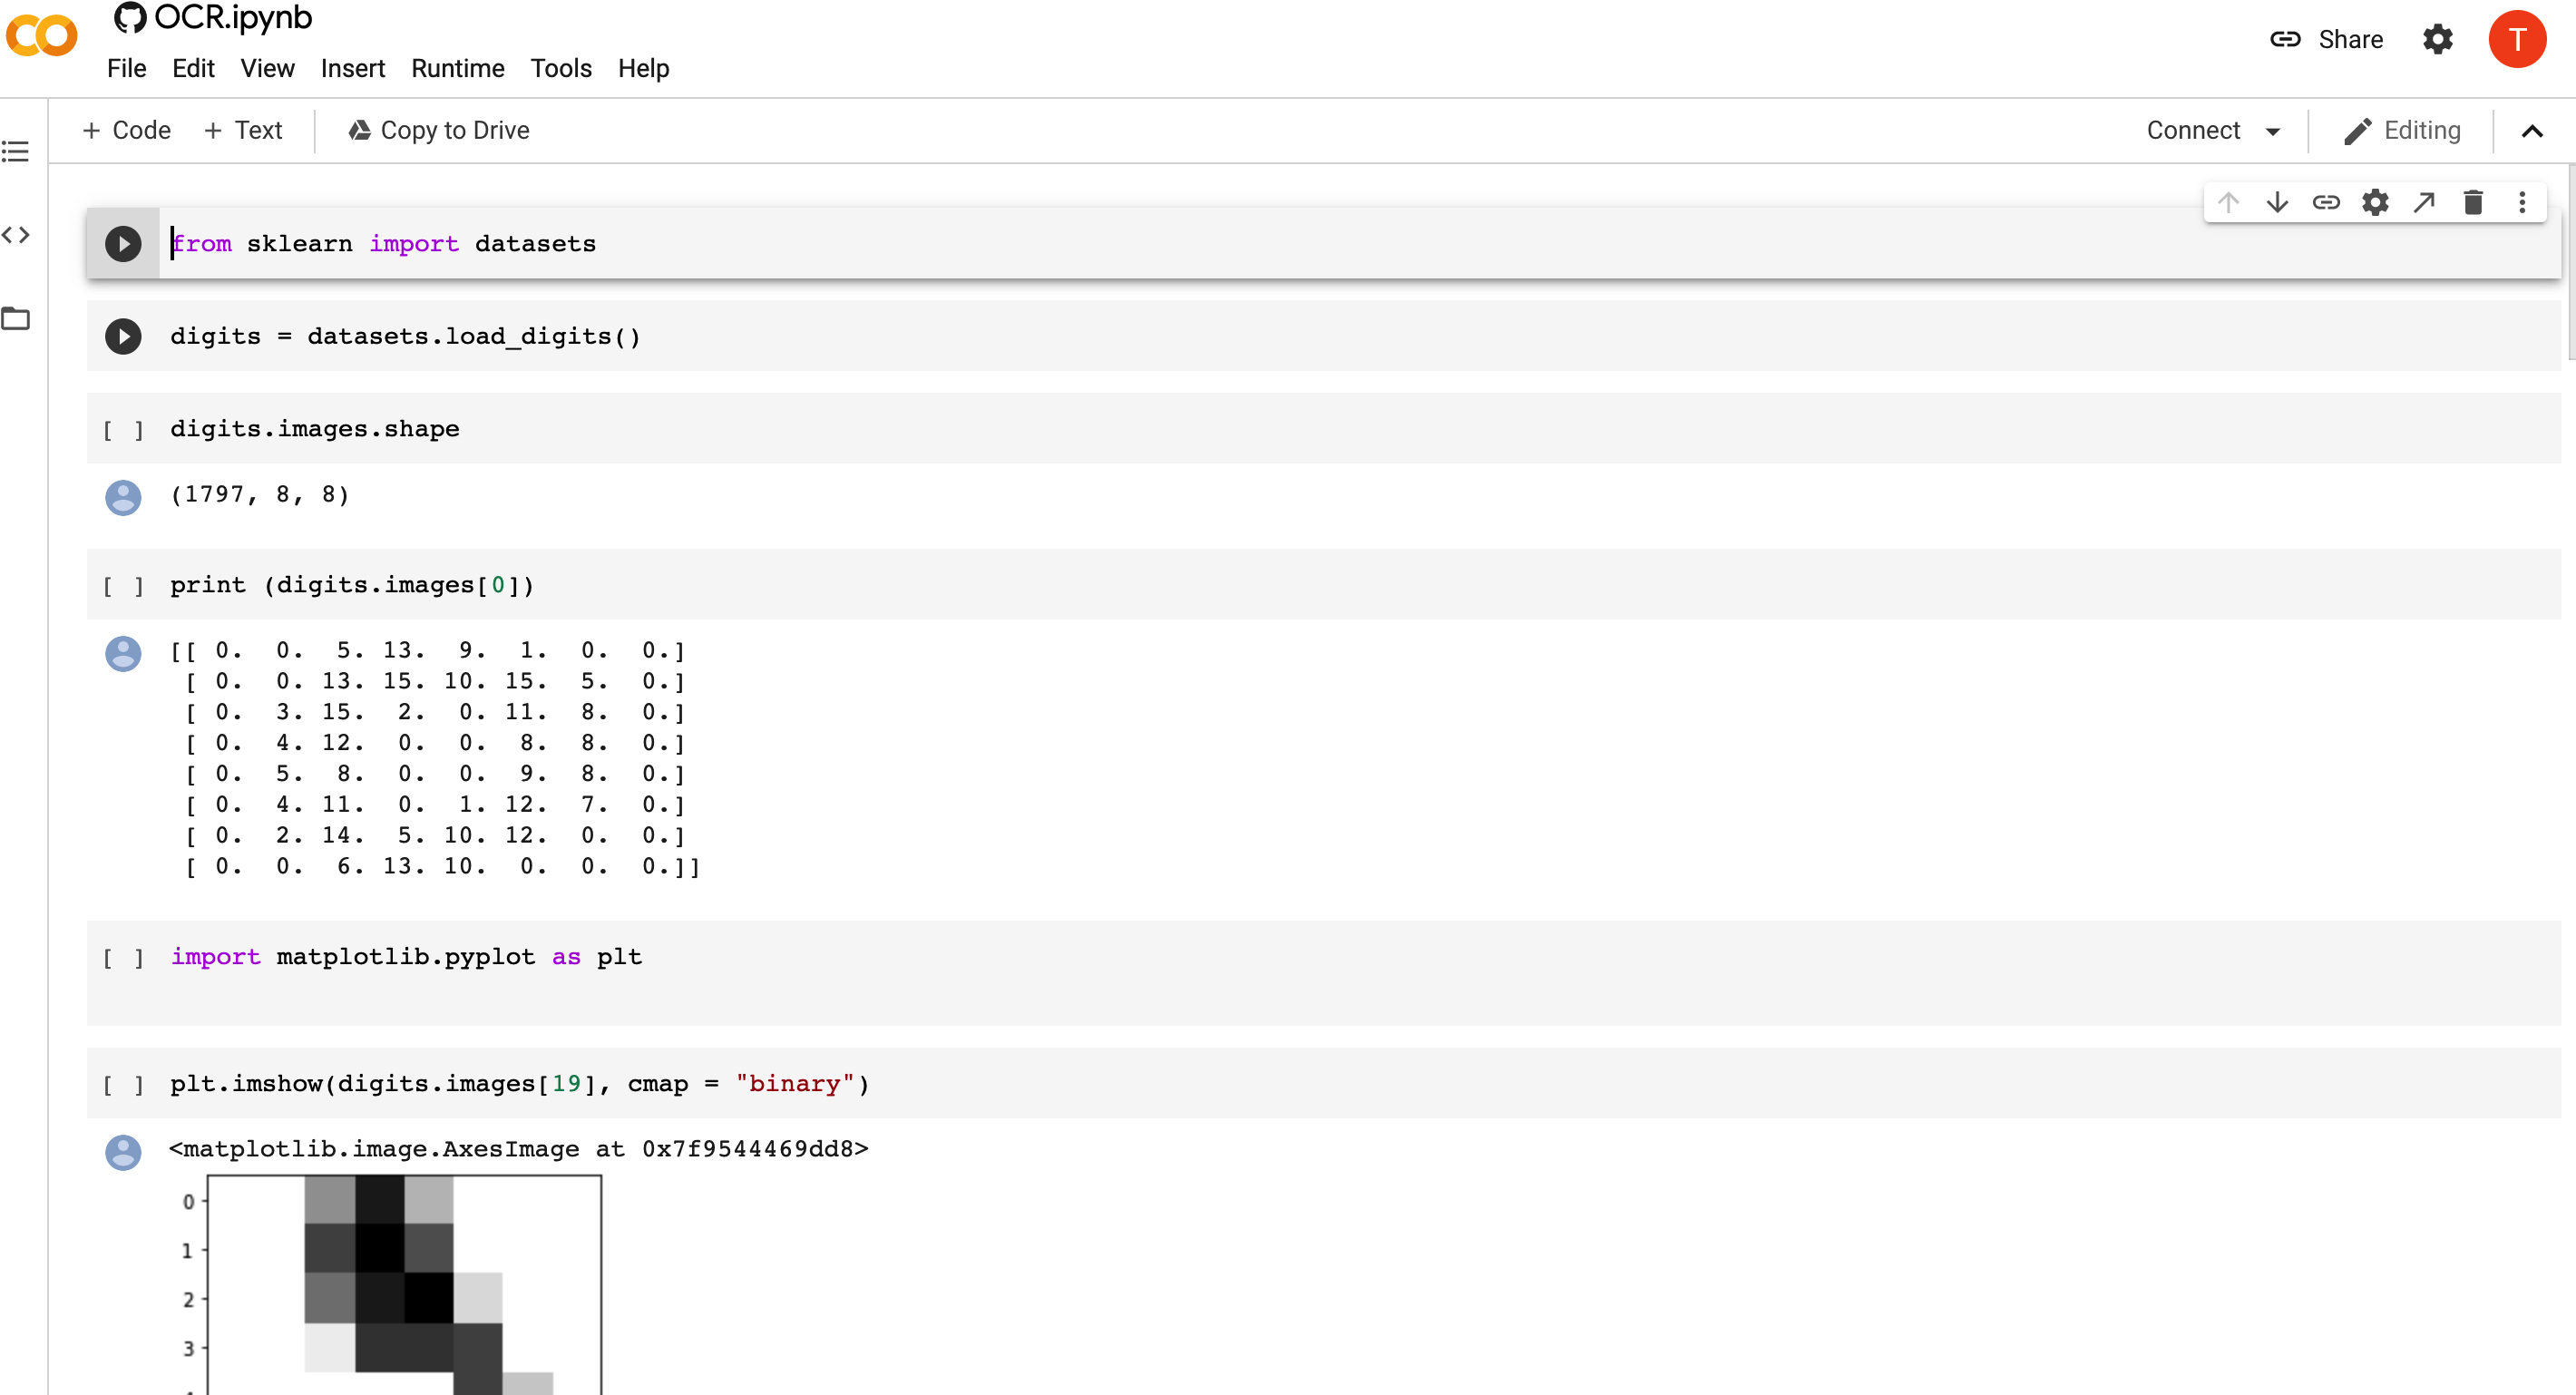 OCR.ipynb
File Edit View Insert Runtime Tools Help
Share
T
+ Code + Text Copy to Drive
Connect
Editing
from sklearn import datasets
digits = datasets.load_digits()
[ ] digits.images.shape
(1797, 8, 8)
[ ] print (digits.images[0])
[[ 0.  0.  5. 13.  9.  1.  0.  0.]
 [ 0.  0. 13. 15. 10. 15.  5.  0.]
 [ 0.  3. 15.  2.  0. 11.  8.  0.]
 [ 0.  4. 12.  0.  0.  8.  8.  0.]
 [ 0.  5.  8.  0.  0.  9.  8.  0.]
 [ 0.  4. 11.  0.  1. 12.  7.  0.]
 [ 0.  2. 14.  5. 10. 12.  0.  0.]
 [ 0.  0.  6. 13. 10.  0.  0.  0.]]
[ ] import matplotlib.pyplot as plt
[ ] plt.imshow(digits.images[19], cmap = "binary")
<matplotlib.image.AxesImage at 0x7f9544469dd8>
0
1
2
3